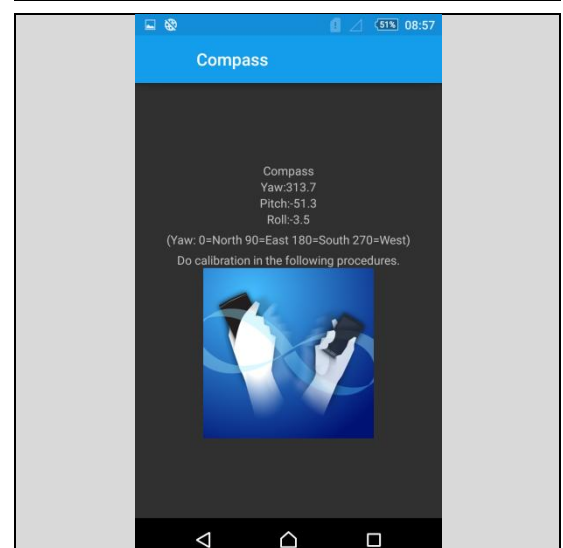 51% 08:57
Compass
Compass
Yaw:313.7
Pitch:-51.3
Roll:-3.5
(Yaw: 0=North 90=East 180=South 270=West)
Do calibration in the following procedures.